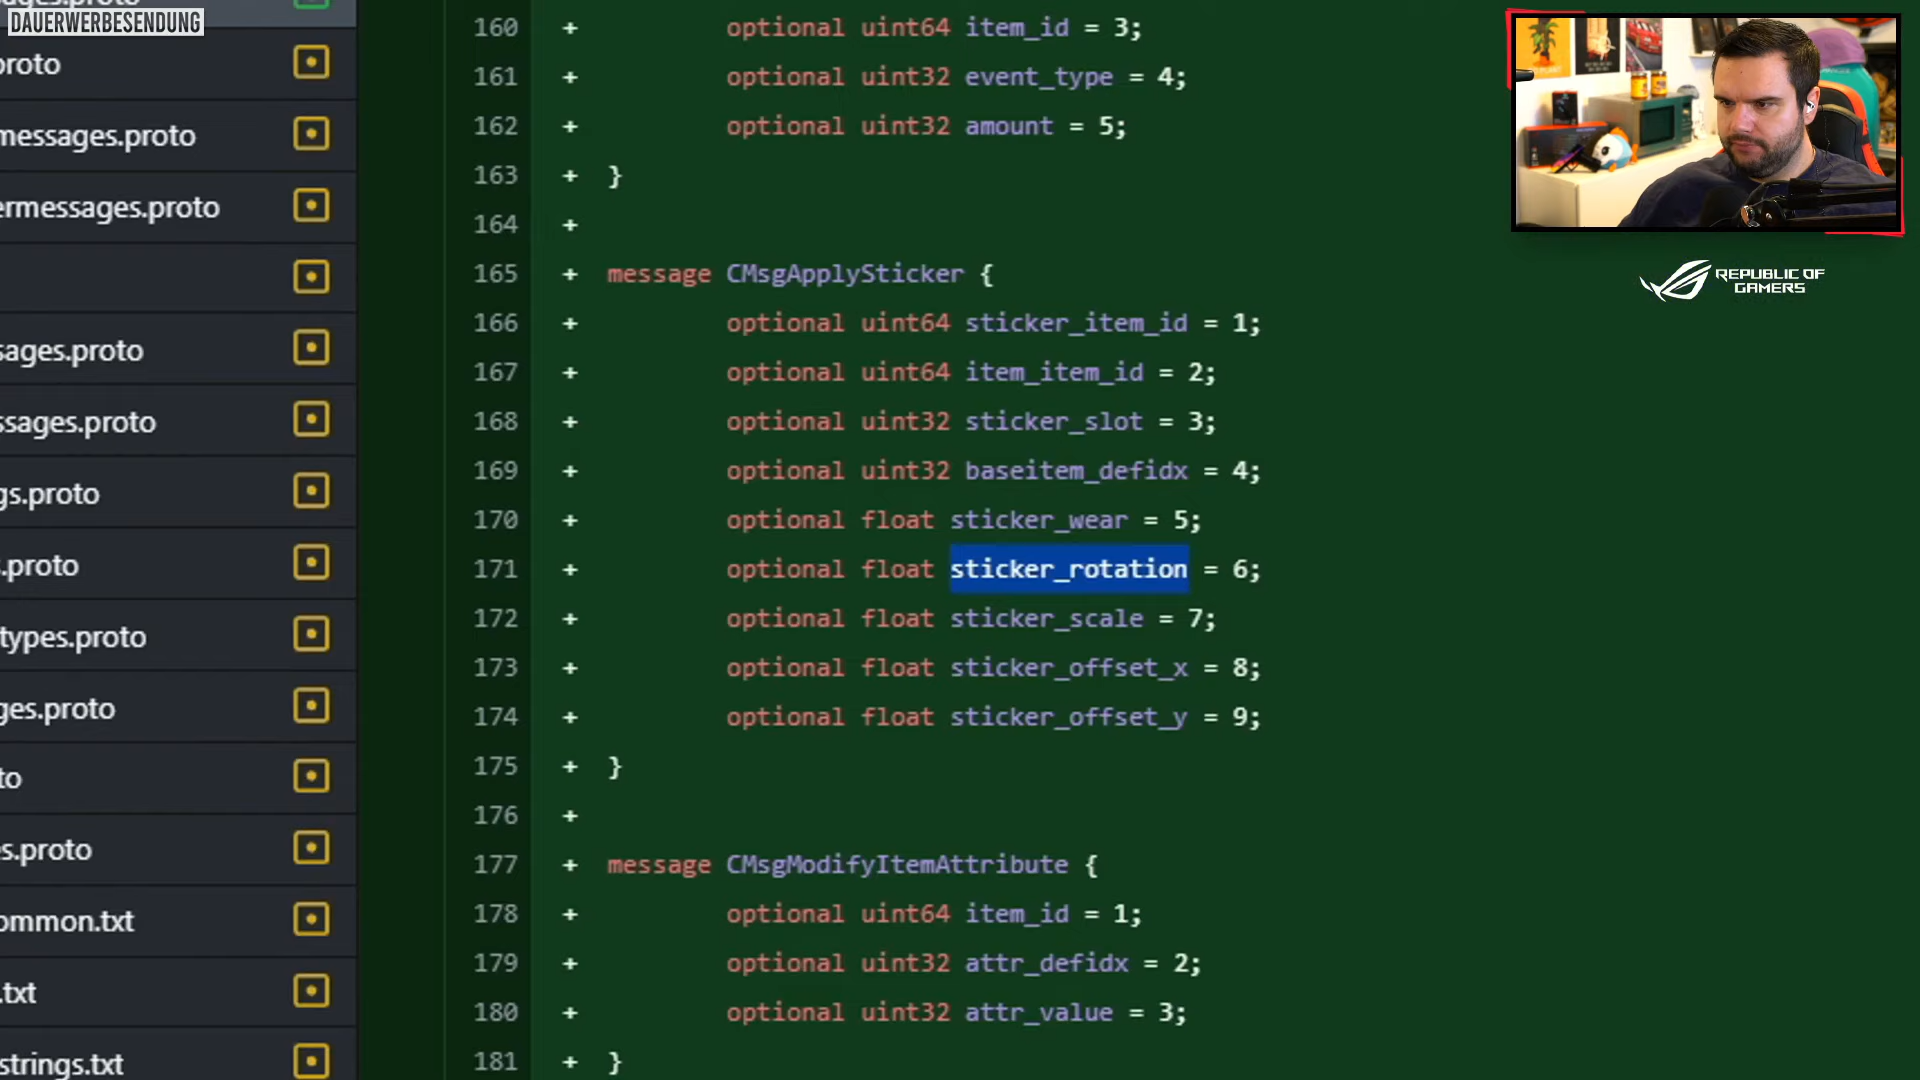 DAUERWERBESENDUNG
proto
messages.proto
ermessages.proto
sages.proto
ssages.proto
gs.proto
s.proto
types.proto
ges.proto
to
es.proto
ommon.txt
.txt
strings.txt
160 + optional uint64 item_id = 3;
161 + optional uint32 event_type = 4;
162 + optional uint32 amount = 5;
163 + }
164 +
165 + message CMsgApplySticker {
166 + optional uint64 sticker_item_id = 1;
167 + optional uint64 item_item_id = 2;
168 + optional uint32 sticker_slot = 3;
169 + optional uint32 baseitem_defidx = 4;
170 + optional float sticker_wear = 5;
171 + optional float sticker_rotation = 6;
172 + optional float sticker_scale = 7;
173 + optional float sticker_offset_x = 8;
174 + optional float sticker_offset_y = 9;
175 + }
176 +
177 + message CMsgModifyItemAttribute {
178 + optional uint64 item_id = 1;
179 + optional uint32 attr_defidx = 2;
180 + optional uint32 attr_value = 3;
181 + }
REPUBLIC OF
GAMERS